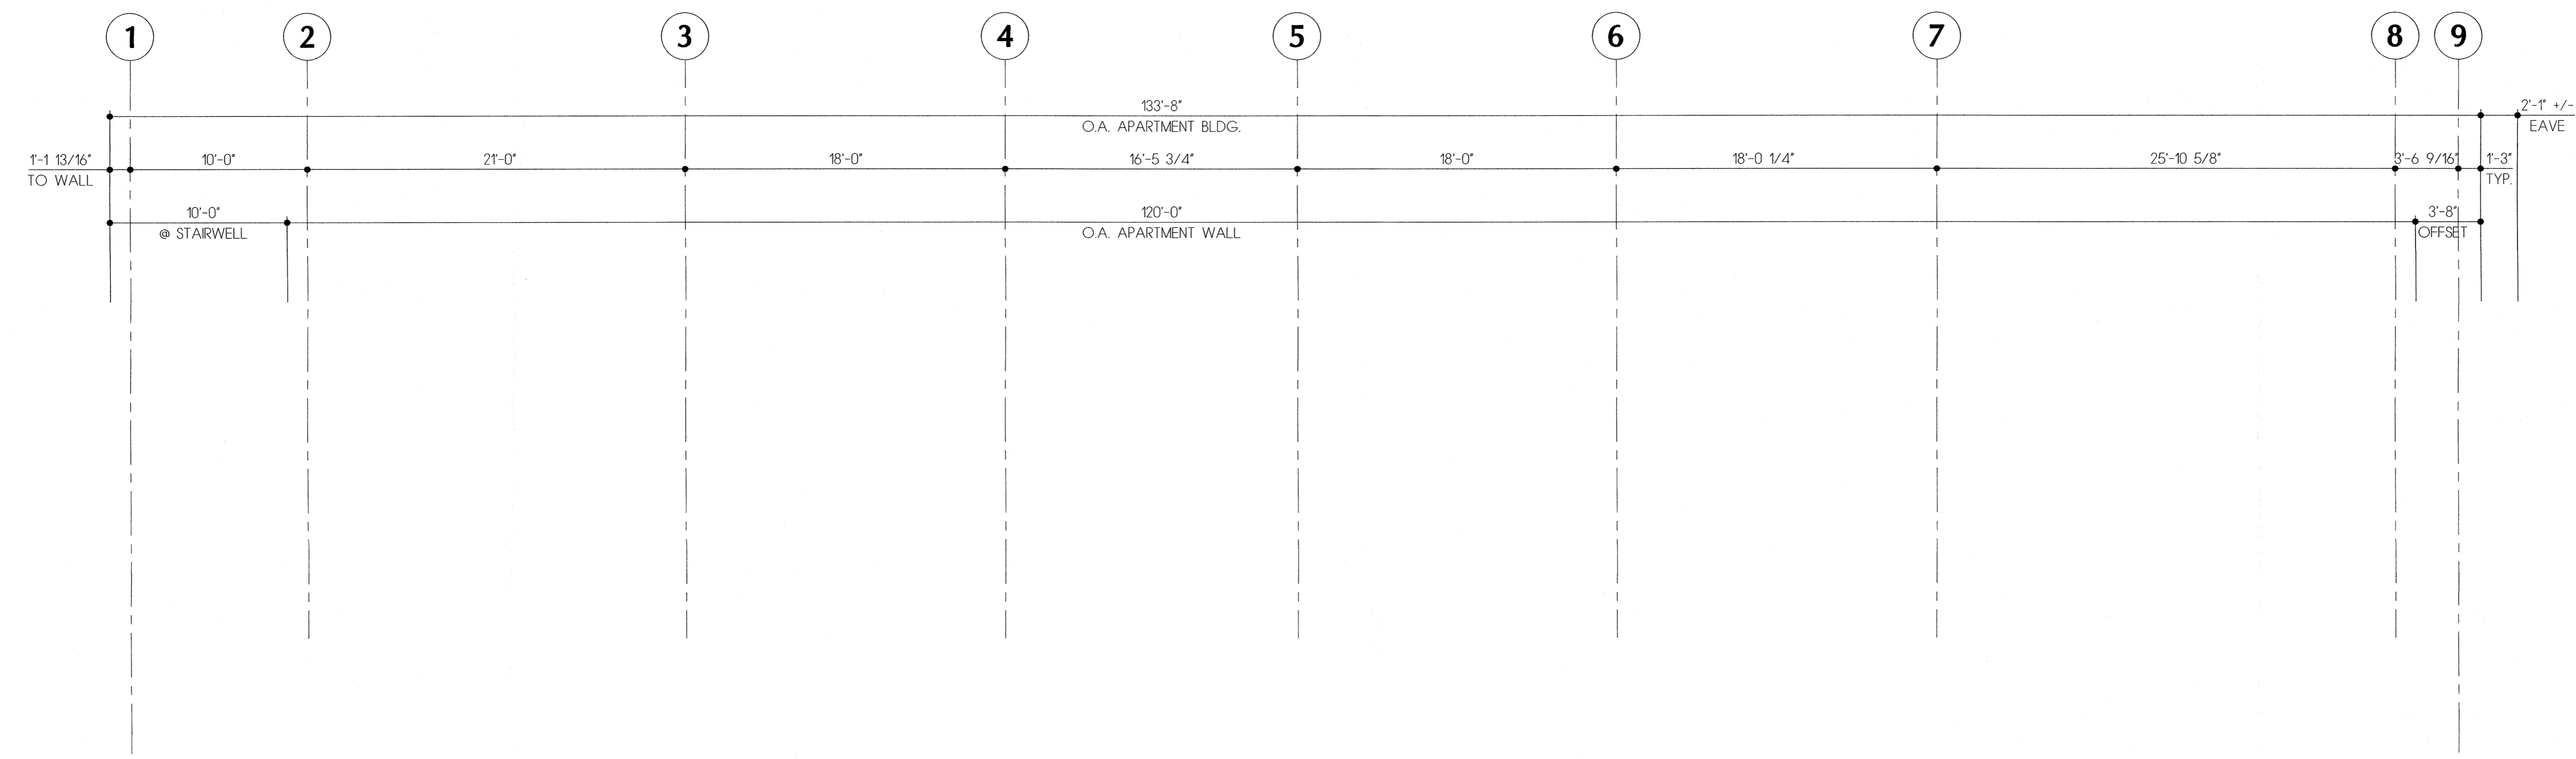 1 2 3 4 5 6 7 8 9
133'-8" 2'-1" +/-
O.A. APARTMENT BLDG. EAVE
1'-1 13/16" 10'-0" 21'-0" 18'-0" 16'-5 3/4" 18'-0" 18'-0 1/4" 25'-10 5/8" 3'-6 9/16" 1'-3"
TO WALL TYP.
10'-0" 120'-0" 3'-8"
@ STAIRWELL O.A. APARTMENT WALL OFFSET